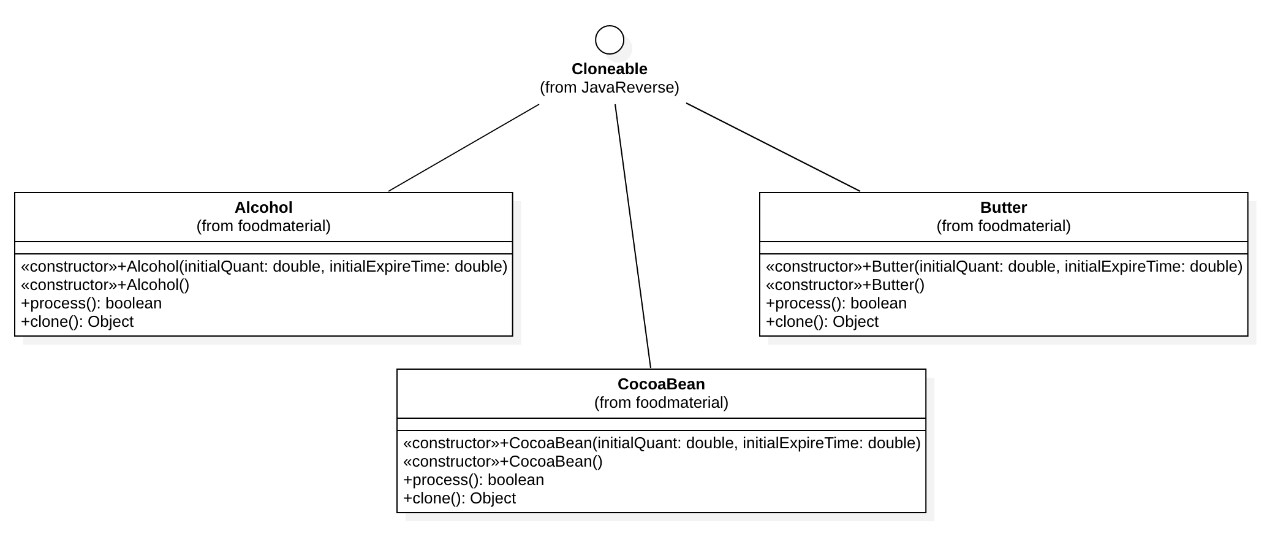 Cloneable
(from JavaReverse)
Alcohol
(from foodmaterial)
«constructor»+Alcohol(initialQuant: double, initialExpireTime: double)
«constructor»+Alcohol()
+process(): boolean
+clone(): Object
Butter
(from foodmaterial)
«constructor»+Butter(initialQuant: double, initialExpireTime: double)
«constructor»+Butter()
+process(): boolean
+clone(): Object
CocoaBean
(from foodmaterial)
«constructor»+CocoaBean(initialQuant: double, initialExpireTime: double)
«constructor»+CocoaBean()
+process(): boolean
+clone(): Object